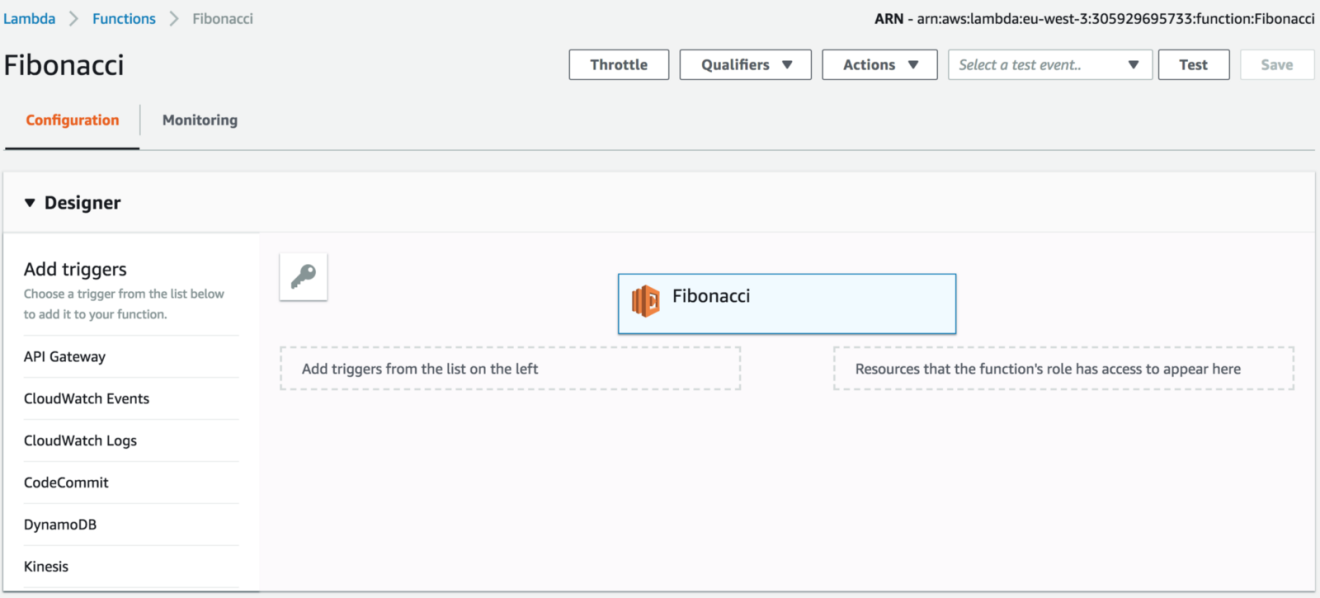 Lambda Functions Fibonacci ARN - arn:aws:lambda:eu-west-3:305929695733:function:Fibonacci
Fibonacci Throttle Qualifiers Actions Select a test event.. Test Save
Configuration Monitoring
Designer
Add triggers
Choose a trigger from the list below
to add it to your function.
Fibonacci
API Gateway
Add triggers from the list on the left Resources that the function's role has access to appear here
CloudWatch Events
CloudWatch Logs
CodeCommit
DynamoDB
Kinesis